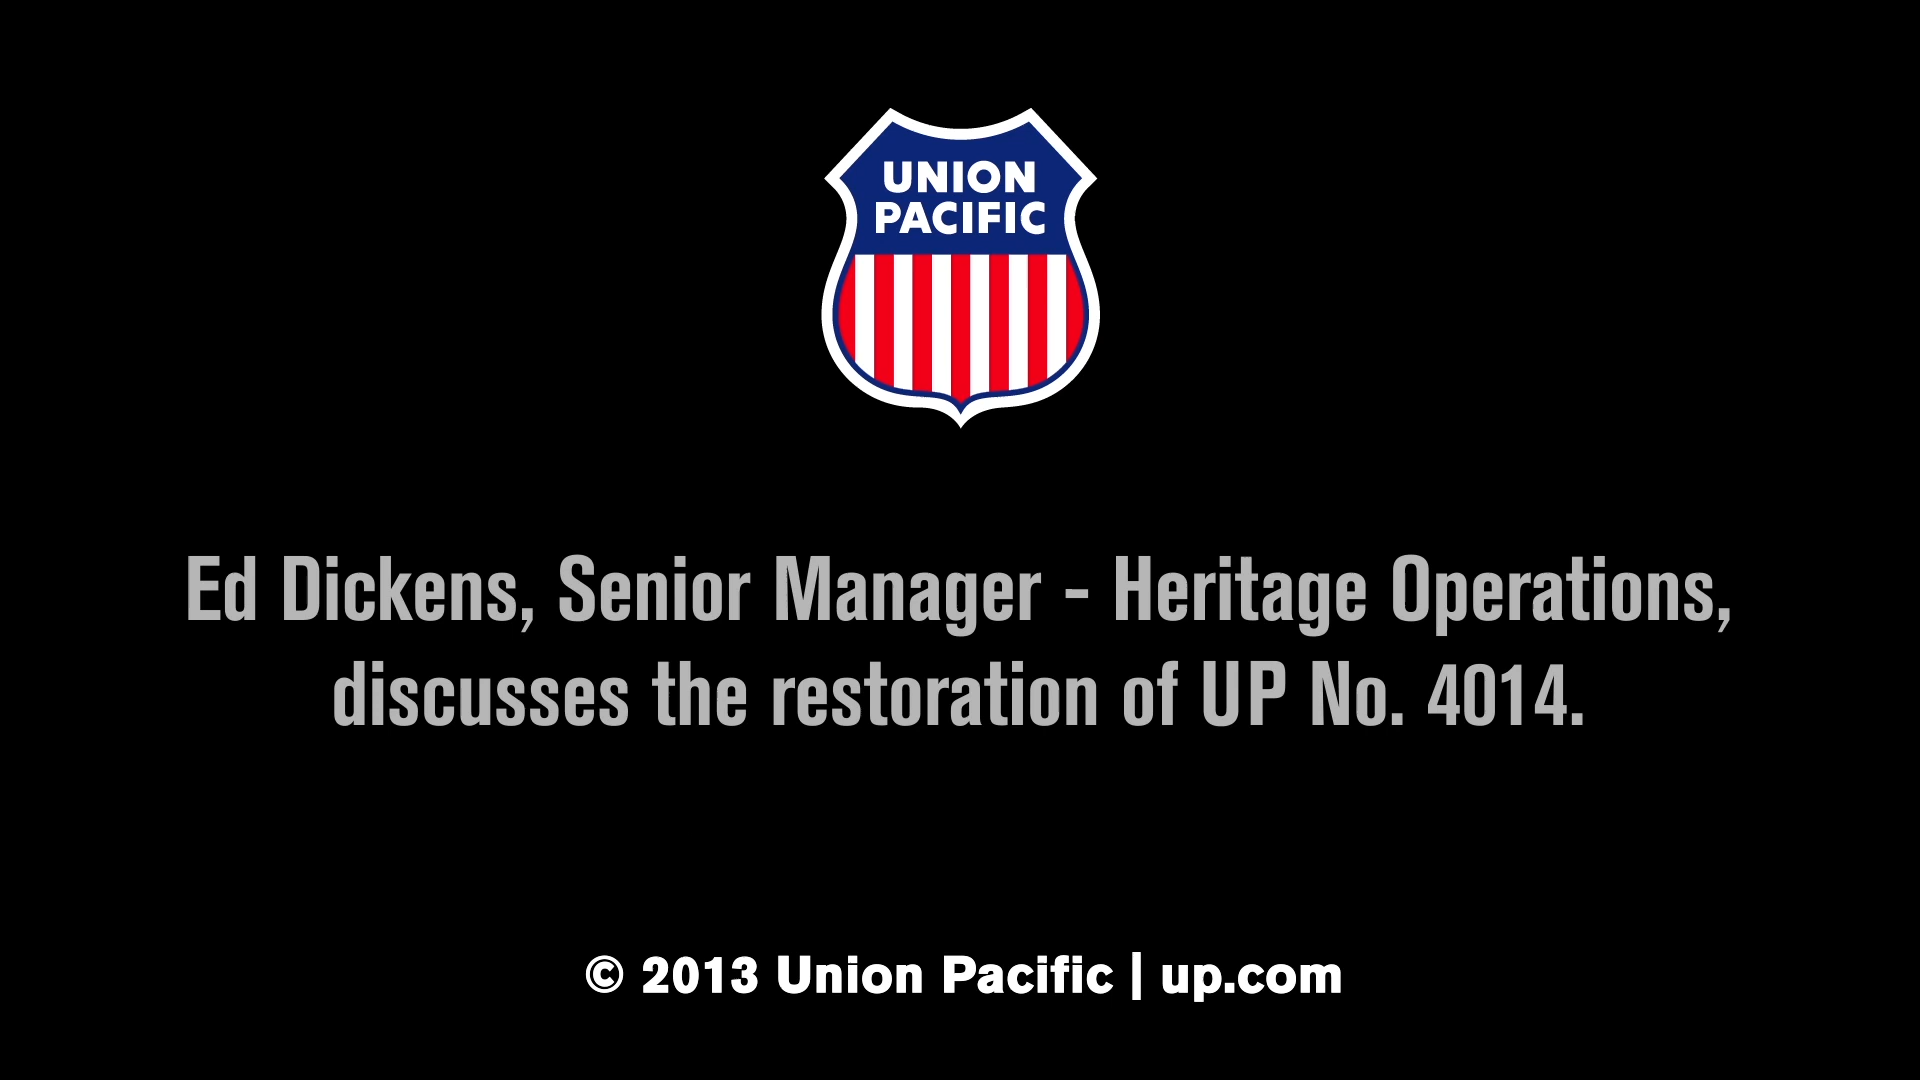 UNION
PACIFIC
Ed Dickens, Senior Manager - Heritage Operations,
discusses the restoration of UP No. 4014.
© 2013 Union Pacific | up.com